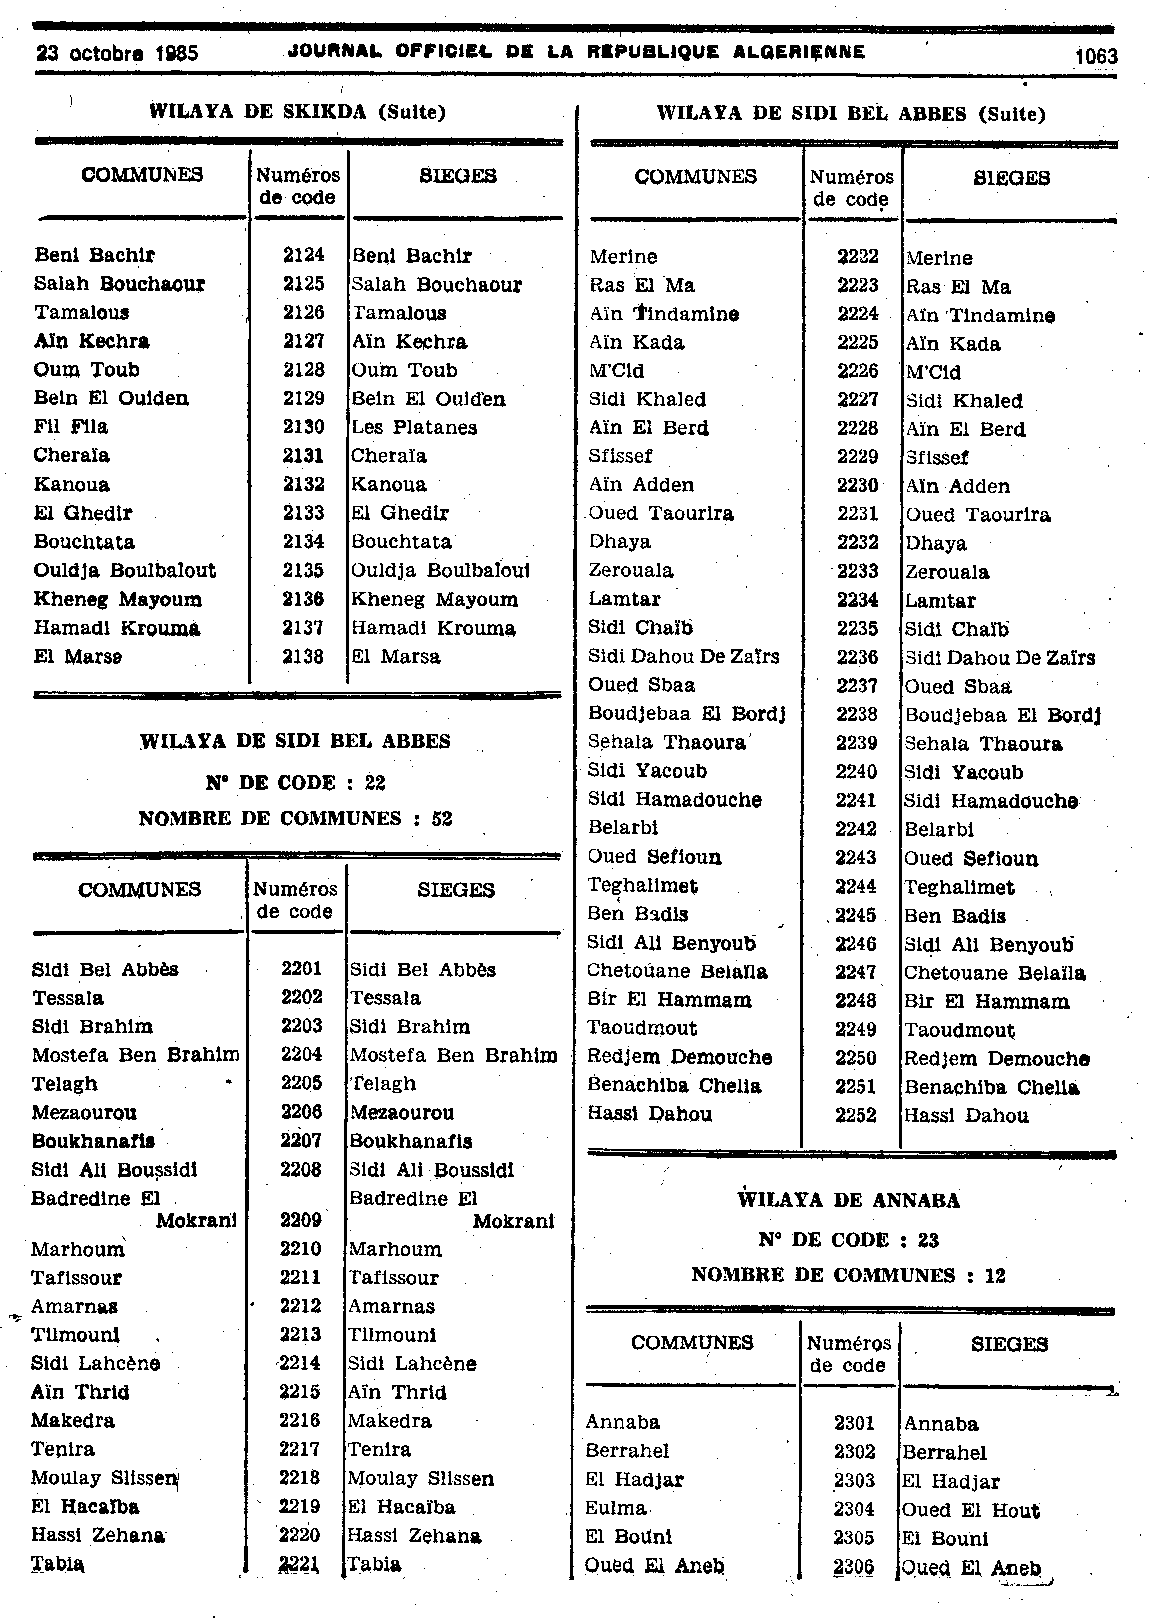 23 octobre 1985 JOURNAL OFFICIEL DE LA REPUBLIQUE ALGERIENNE 1063
WILAYA DE SKIKDA (Suite)
COMMUNES Numéros de code SIEGES
Beni Bachir 2124 Beni Bachir
Salah Bouchaour 2125 Salah Bouchaour
Tamalous 2126 Tamalous
Aïn Kechra 2127 Aïn Kechra
Oum Toub 2128 Oum Toub
Bein El Ouiden 2129 Bein El Ouiden
Fil Fila 2130 Les Platanes
Cheraïa 2131 Cheraïa
Kanoua 2132 Kanoua
El Ghedir 2133 El Ghedir
Bouchtata 2134 Bouchtata
Ouldja Boulbalout 2135 Ouldja Boulbalout
Kheneg Mayoum 2136 Kheneg Mayoum
Hamadi Krouma 2137 Hamadi Krouma
El Marsa 2138 El Marsa
WILAYA DE SIDI BEL ABBES
N° DE CODE : 22
NOMBRE DE COMMUNES : 52
COMMUNES Numéros de code SIEGES
Sidi Bel Abbès 2201 Sidi Bel Abbès
Tessala 2202 Tessala
Sidi Brahim 2203 Sidi Brahim
Mostefa Ben Brahim 2204 Mostefa Ben Brahim
Telagh 2205 Telagh
Mezaourou 2206 Mezaourou
Boukhanafis 2207 Boukhanafis
Sidi Ali Boussidi 2208 Sidi Ali Boussidi
Badredine El Badredine El
Mokrani 2209 Mokrani
Marhoum 2210 Marhoum
Tafissour 2211 Tafissour
Amarnas 2212 Amarnas
Tilmouni 2213 Tilmouni
Sidi Lahcène 2214 Sidi Lahcène
Aïn Thrid 2215 Aïn Thrid
Makedra 2216 Makedra
Tenira 2217 Tenira
Moulay Slissen 2218 Moulay Slissen
El Hacaïba 2219 El Hacaïba
Hassi Zehana 2220 Hassi Zehana
Tabia 2221 Tabia
WILAYA DE SIDI BEL ABBES (Suite)
COMMUNES Numéros de code SIEGES
Merine 2222 Merine
Ras El Ma 2223 Ras El Ma
Aïn Tindamine 2224 Aïn Tindamine
Aïn Kada 2225 Aïn Kada
M'Cid 2226 M'Cid
Sidi Khaled 2227 Sidi Khaled
Aïn El Berd 2228 Aïn El Berd
Sfissef 2229 Sfissef
Aïn Adden 2230 Aïn Adden
Oued Taourira 2231 Oued Taourira
Dhaya 2232 Dhaya
Zerouala 2233 Zerouala
Lamtar 2234 Lamtar
Sidi Chaïb 2235 Sidi Chaïb
Sidi Dahou De Zaïrs 2236 Sidi Dahou De Zaïrs
Oued Sbaa 2237 Oued Sbaa
Boudjebaa El Bordj 2238 Boudjebaa El Bordj
Sehala Thaoura 2239 Sehala Thaoura
Sidi Yacoub 2240 Sidi Yacoub
Sidi Hamadouche 2241 Sidi Hamadouche
Belarbi 2242 Belarbi
Oued Sefioun 2243 Oued Sefioun
Teghalimet 2244 Teghalimet
Ben Badis 2245 Ben Badis
Sidi Ali Benyoub 2246 Sidi Ali Benyoub
Chetouane Belaïla 2247 Chetouane Belaïla
Bir El Hammam 2248 Bir El Hammam
Taoudmout 2249 Taoudmout
Redjem Demouche 2250 Redjem Demouche
Benachiba Chelia 2251 Benachiba Chelia
Hassi Dahou 2252 Hassi Dahou
WILAYA DE ANNABA
N° DE CODE : 23
NOMBRE DE COMMUNES : 12
COMMUNES Numéros de code SIEGES
Annaba 2301 Annaba
Berrahel 2302 Berrahel
El Hadjar 2303 El Hadjar
Eulma 2304 Oued El Hout
El Bouni 2305 El Bouni
Oued El Aneb 2306 Oued El Aneb